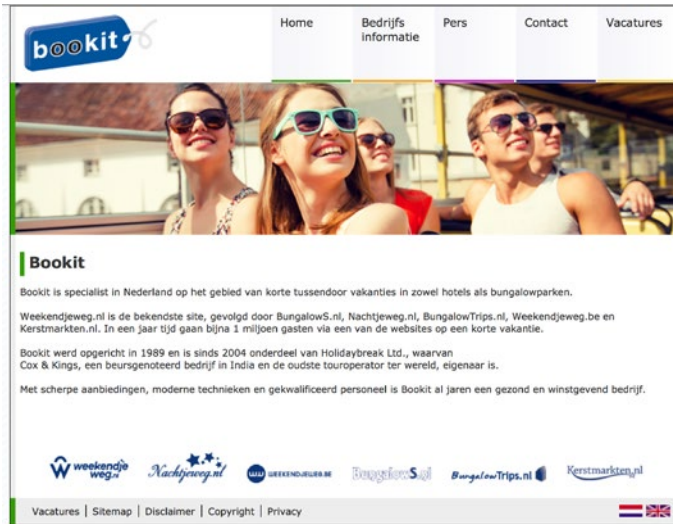 bookit
Home
Bedrijfs
informatie
Pers
Contact
Vacatures
Bookit
Bookit is specialist in Nederland op het gebied van korte tussendoor vakanties in zowel hotels als bungalowparken.
Weekendjeweg.nl is de bekendste site, gevolgd door BungalowS.nl, Nachtjeweg.nl, BungalowTrips.nl, Weekendjeweg.be en
Kerstmarkten.nl. In een jaar tijd gaan bijna 1 miljoen gasten via een van de websites op een korte vakantie.
Bookit werd opgericht in 1989 en is sinds 2004 onderdeel van Holidaybreak Ltd., waarvan
Cox & Kings, een beursgenoteerd bedrijf in India en de oudste touroperator ter wereld, eigenaar is.
Met scherpe aanbiedingen, moderne technieken en gekwalificeerd personeel is Bookit al jaren een gezond en winstgevend bedrijf.
weekendje
weg.nl
Nachtjeweg.nl
WEEKENDJEWEG.BE
BungalowS.nl
BungalowTrips.nl
Kerstmarkten.nl
Vacatures | Sitemap | Disclaimer | Copyright | Privacy